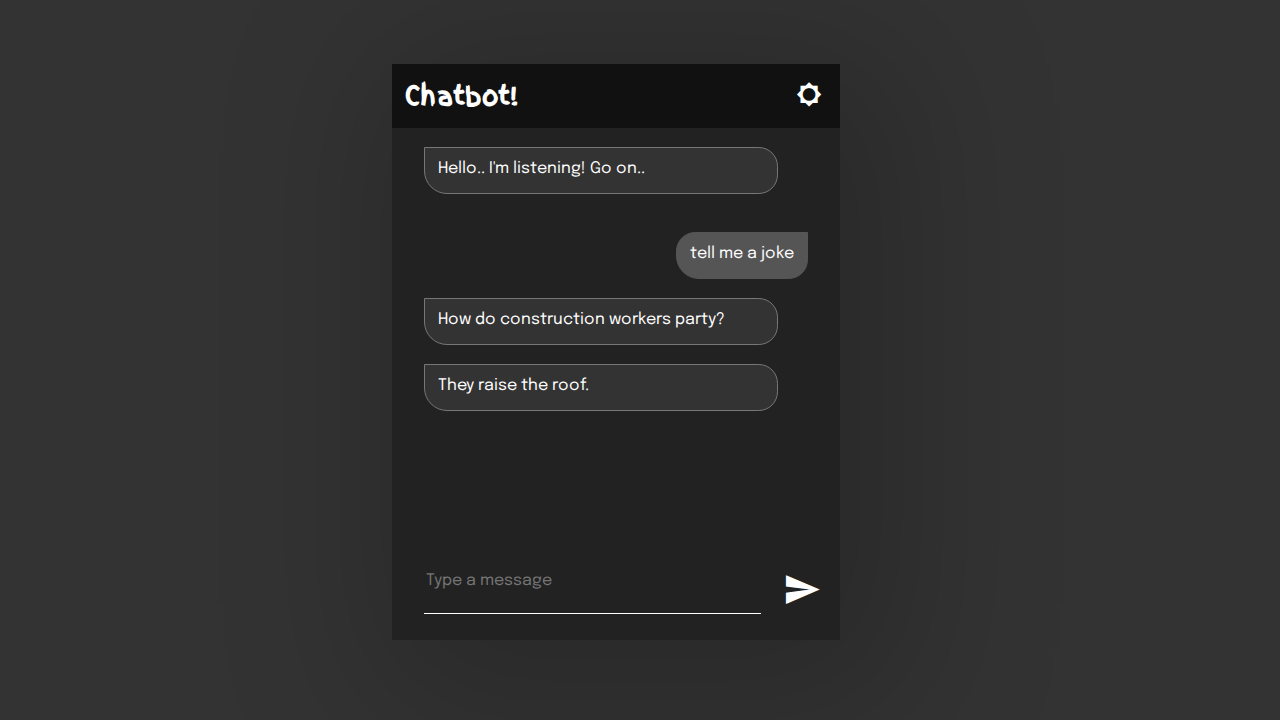 Chatbot!
Hello.. I'm listening! Go on..
tell me a joke
How do construction workers party?
They raise the roof.
Type a message